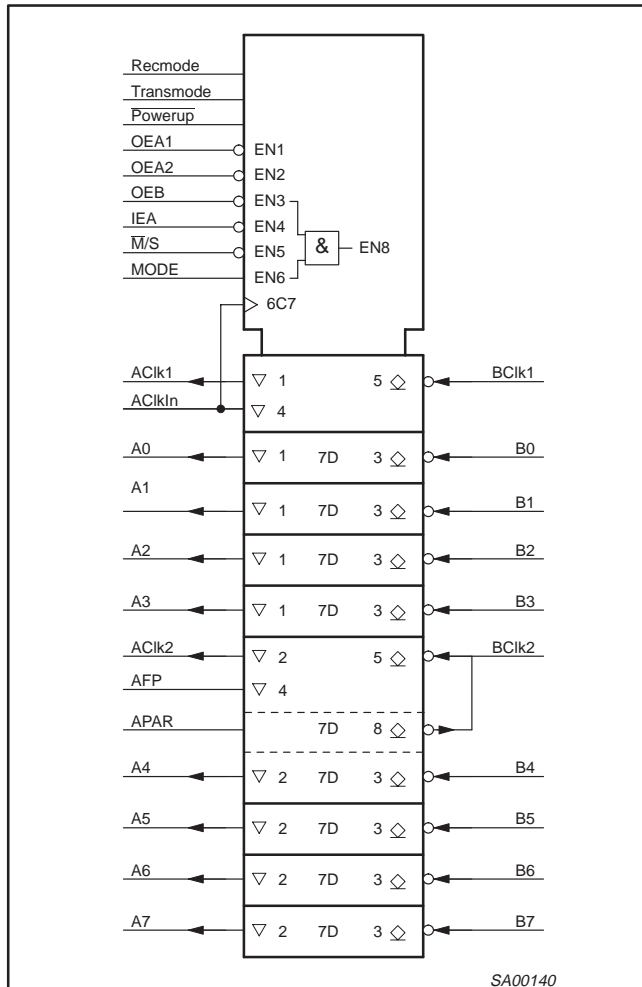 Recmode
Transmode
Powerup
OEA1 EN1
OEA2 EN2
OEB EN3
IEA EN4 & EN8
M/S EN5
MODE EN6
6C7
AClk1 ▽ 1 5 BClk1
AClkIn ▽ 4
A0 ▽ 1 7D 3 B0
A1 ▽ 1 7D 3 B1
A2 ▽ 1 7D 3 B2
A3 ▽ 1 7D 3 B3
AClk2 ▽ 2 5 BClk2
AFP ▽ 4
APAR 7D 8
A4 ▽ 2 7D 3 B4
A5 ▽ 2 7D 3 B5
A6 ▽ 2 7D 3 B6
A7 ▽ 2 7D 3 B7
SA00140